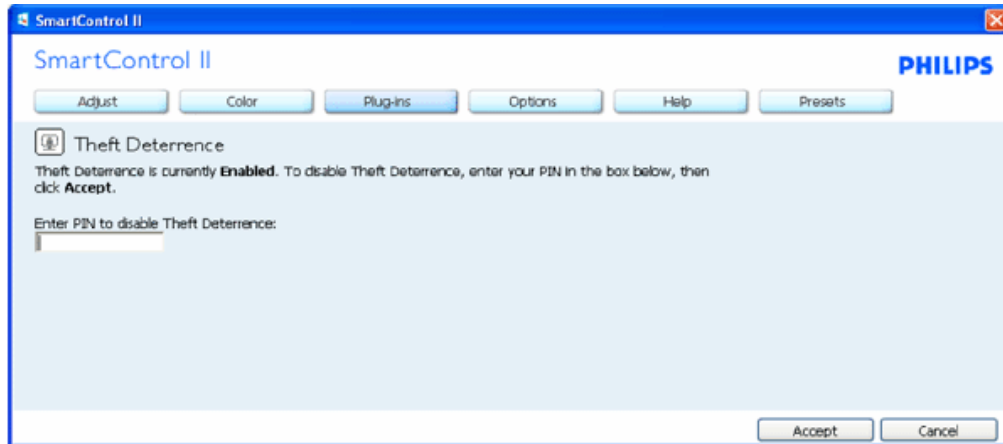 SmartControl II
SmartControl II
PHILIPS
Adjust Color Plug-ins Options Help Presets
Theft Deterrence
Theft Deterrence is currently Enabled. To disable Theft Deterrence, enter your PIN in the box below, then
click Accept.
Enter PIN to disable Theft Deterrence:
Accept Cancel